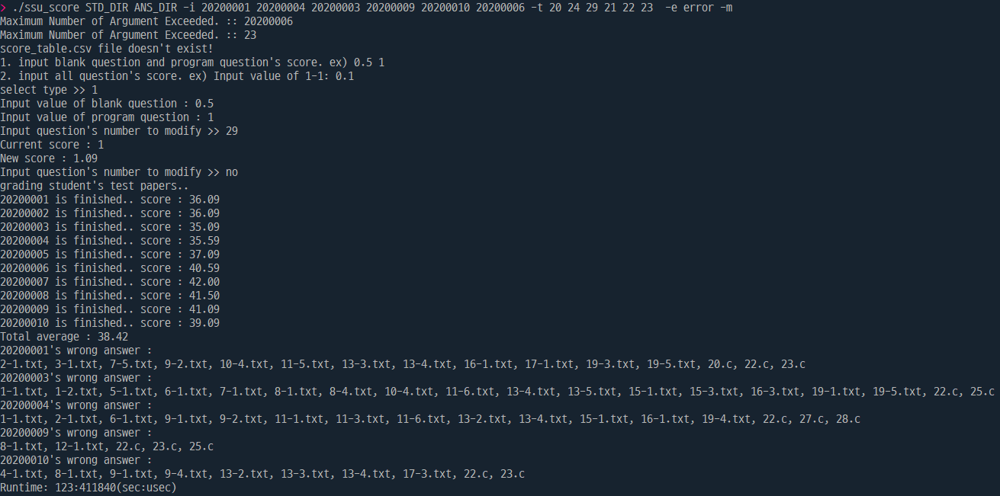 > ./ssu_score STD_DIR ANS_DIR -i 20200001 20200004 20200003 20200009 20200010 20200006 -t 20 24 29 21 22 23  -e error -m
Maximum Number of Argument Exceeded. :: 20200006
Maximum Number of Argument Exceeded. :: 23
score_table.csv file doesn't exist!
1. input blank question and program question's score. ex) 0.5 1
2. input all question's score. ex) Input value of 1-1: 0.1
select type >> 1
Input value of blank question : 0.5
Input value of program question : 1
Input question's number to modify >> 29
Current score : 1
New score : 1.09
Input question's number to modify >> no
grading student's test papers..
20200001 is finished.. score : 36.09
20200002 is finished.. score : 36.09
20200003 is finished.. score : 35.09
20200004 is finished.. score : 35.59
20200005 is finished.. score : 37.09
20200006 is finished.. score : 40.59
20200007 is finished.. score : 42.00
20200008 is finished.. score : 41.50
20200009 is finished.. score : 41.09
20200010 is finished.. score : 39.09
Total average : 38.42
20200001's wrong answer :
2-1.txt, 3-1.txt, 7-5.txt, 9-2.txt, 10-4.txt, 11-5.txt, 13-3.txt, 13-4.txt, 16-1.txt, 17-1.txt, 19-3.txt, 19-5.txt, 20.c, 22.c, 23.c
20200003's wrong answer :
1-1.txt, 1-2.txt, 5-1.txt, 6-1.txt, 7-1.txt, 8-1.txt, 8-4.txt, 10-4.txt, 11-6.txt, 13-4.txt, 13-5.txt, 15-1.txt, 15-3.txt, 16-3.txt, 19-1.txt, 19-5.txt, 22.c, 25.c
20200004's wrong answer :
1-1.txt, 2-1.txt, 6-1.txt, 9-1.txt, 9-2.txt, 11-1.txt, 11-3.txt, 11-6.txt, 13-2.txt, 13-4.txt, 15-1.txt, 16-1.txt, 19-4.txt, 22.c, 27.c, 28.c
20200009's wrong answer :
8-1.txt, 12-1.txt, 22.c, 23.c, 25.c
20200010's wrong answer :
4-1.txt, 8-1.txt, 9-1.txt, 9-4.txt, 13-2.txt, 13-3.txt, 13-4.txt, 17-3.txt, 22.c, 23.c
Runtime: 123:411840(sec:usec)